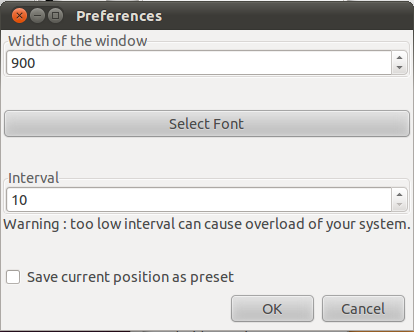 Preferences
Width of the window
900
Select Font
Interval
10
Warning : too low interval can cause overload of your system.
Save current position as preset
OK
Cancel